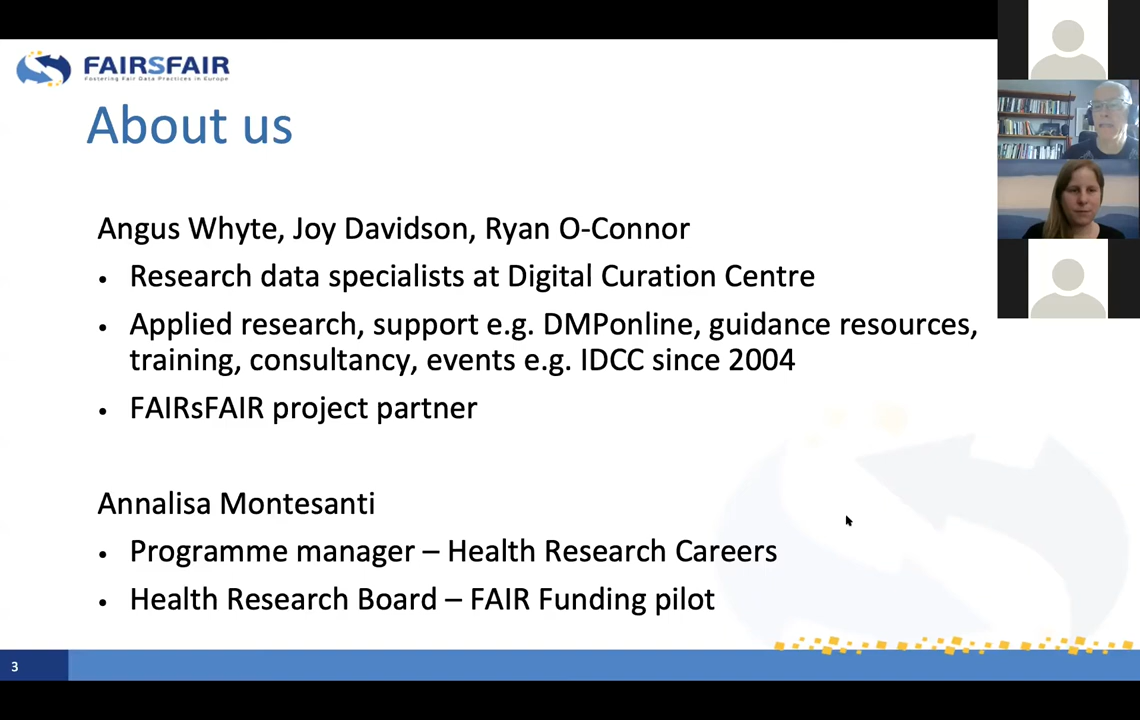 FAIRSFAIR
Fostering Fair Data Practices in Europe
About us
Angus Whyte, Joy Davidson, Ryan O-Connor
• Research data specialists at Digital Curation Centre
• Applied research, support e.g. DMPonline, guidance resources,
training, consultancy, events e.g. IDCC since 2004
• FAIRsFAIR project partner
Annalisa Montesanti
• Programme manager – Health Research Careers
• Health Research Board – FAIR Funding pilot
3